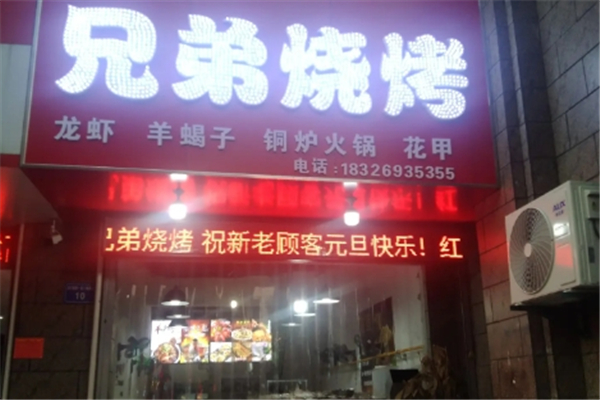 兄弟烧烤
龙虾 羊蝎子 铜炉火锅 花甲
电话:18326935355
兄弟烧烤 祝新老顾客元旦快乐!红
10